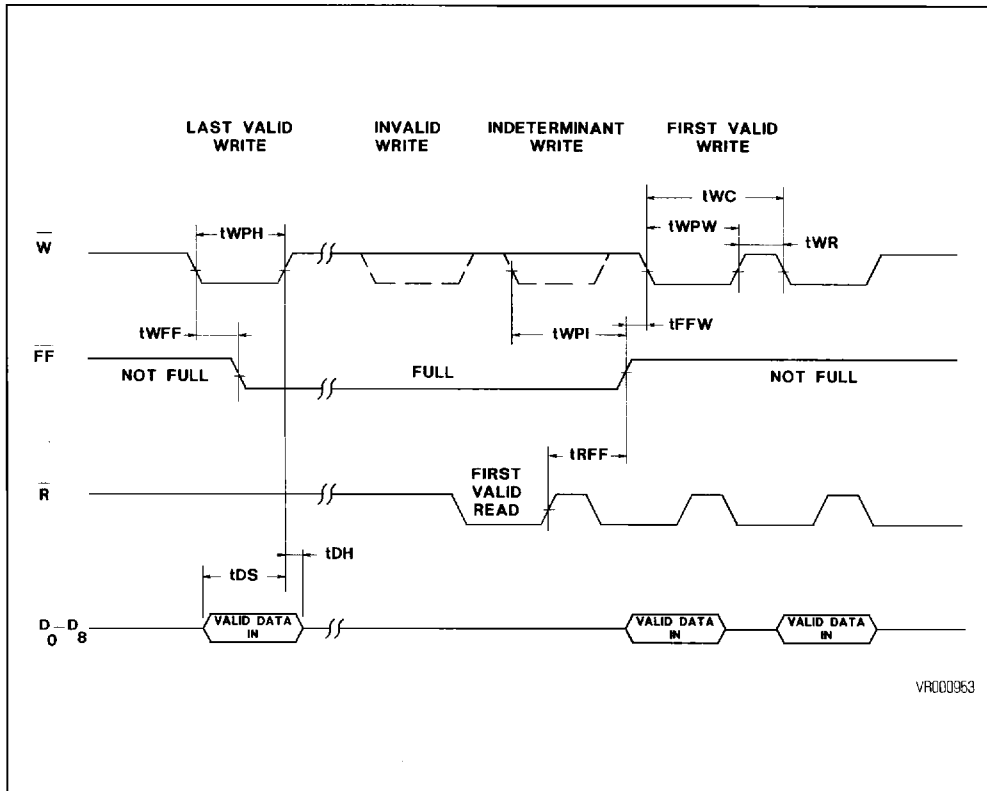 LAST VALID WRITE
INVALID WRITE
INDETERMINANT WRITE
FIRST VALID WRITE
tWC
tWPH
tWPW
tWR
W
tWFF
tWPI
tFFW
FF
NOT FULL
FULL
NOT FULL
tRFF
FIRST VALID READ
R
tDH
tDS
D0-D8
VALID DATA IN
VALID DATA IN
VALID DATA IN
VR000953